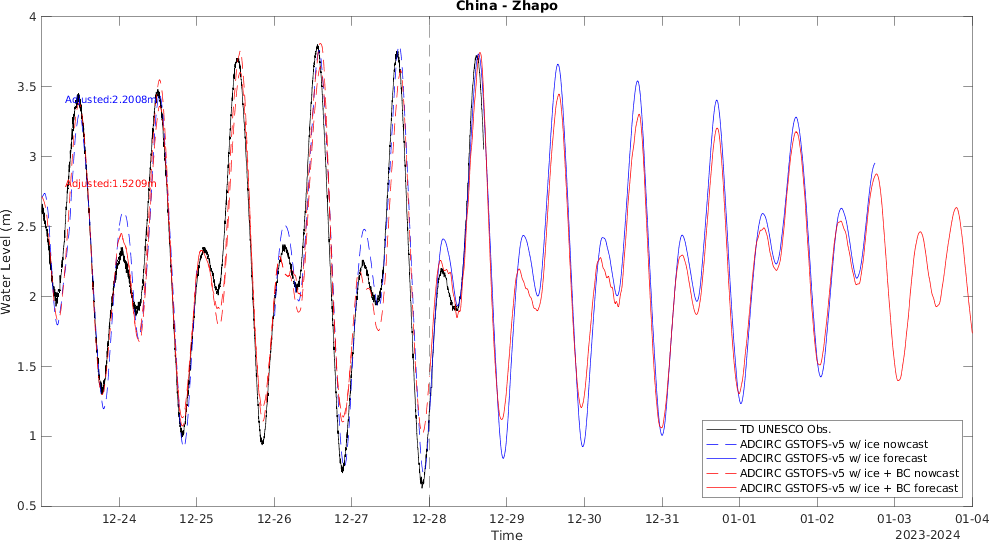 China - Zhapo
4
3.5
3
2.5
2
1.5
1
0.5
Water Level (m)
Adjusted:2.2008m
Adjusted:1.5209m
TD UNESCO Obs.
ADCIRC GSTOFS-v5 w/ ice nowcast
ADCIRC GSTOFS-v5 w/ ice forecast
ADCIRC GSTOFS-v5 w/ ice + BC nowcast
ADCIRC GSTOFS-v5 w/ ice + BC forecast
12-24 12-25 12-26 12-27 12-28 12-29 12-30 12-31 01-01 01-02 01-03 01-04
Time
2023-2024